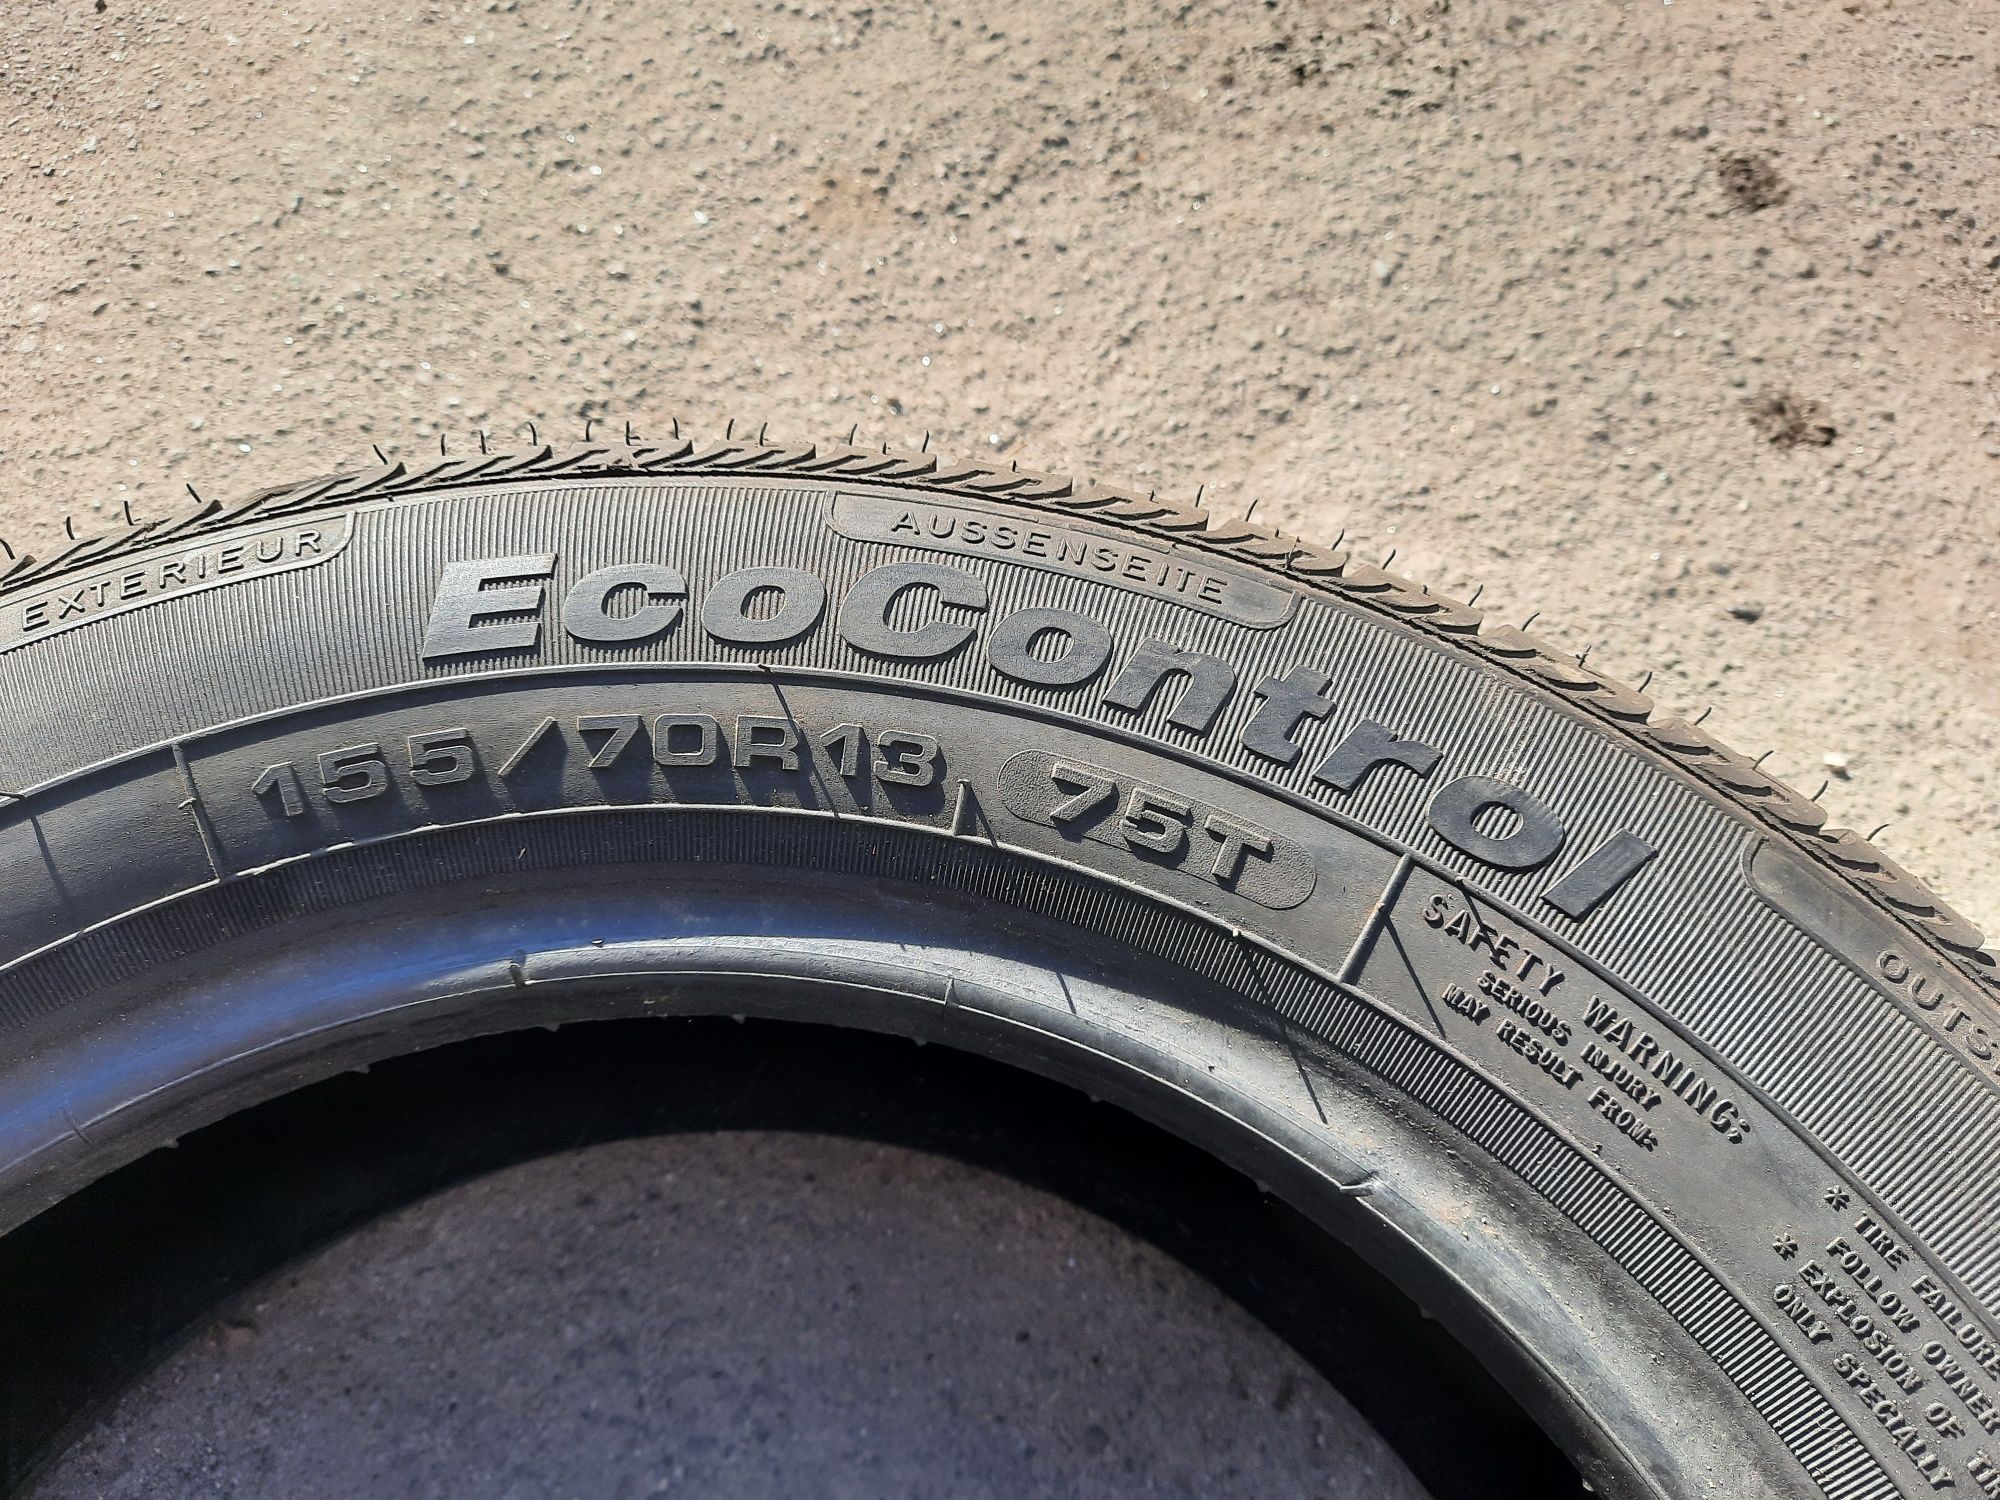 EXTERIEUR
AUSSENSEITE
EcoControl
155/70R13 75T
SAFETY WARNING:
SERIOUS INJURY
MAY RESULT FROM:
* TIRE FAILURE
FOLLOW OWNER
* EXPLOSION OF
ONLY SPECIALLY